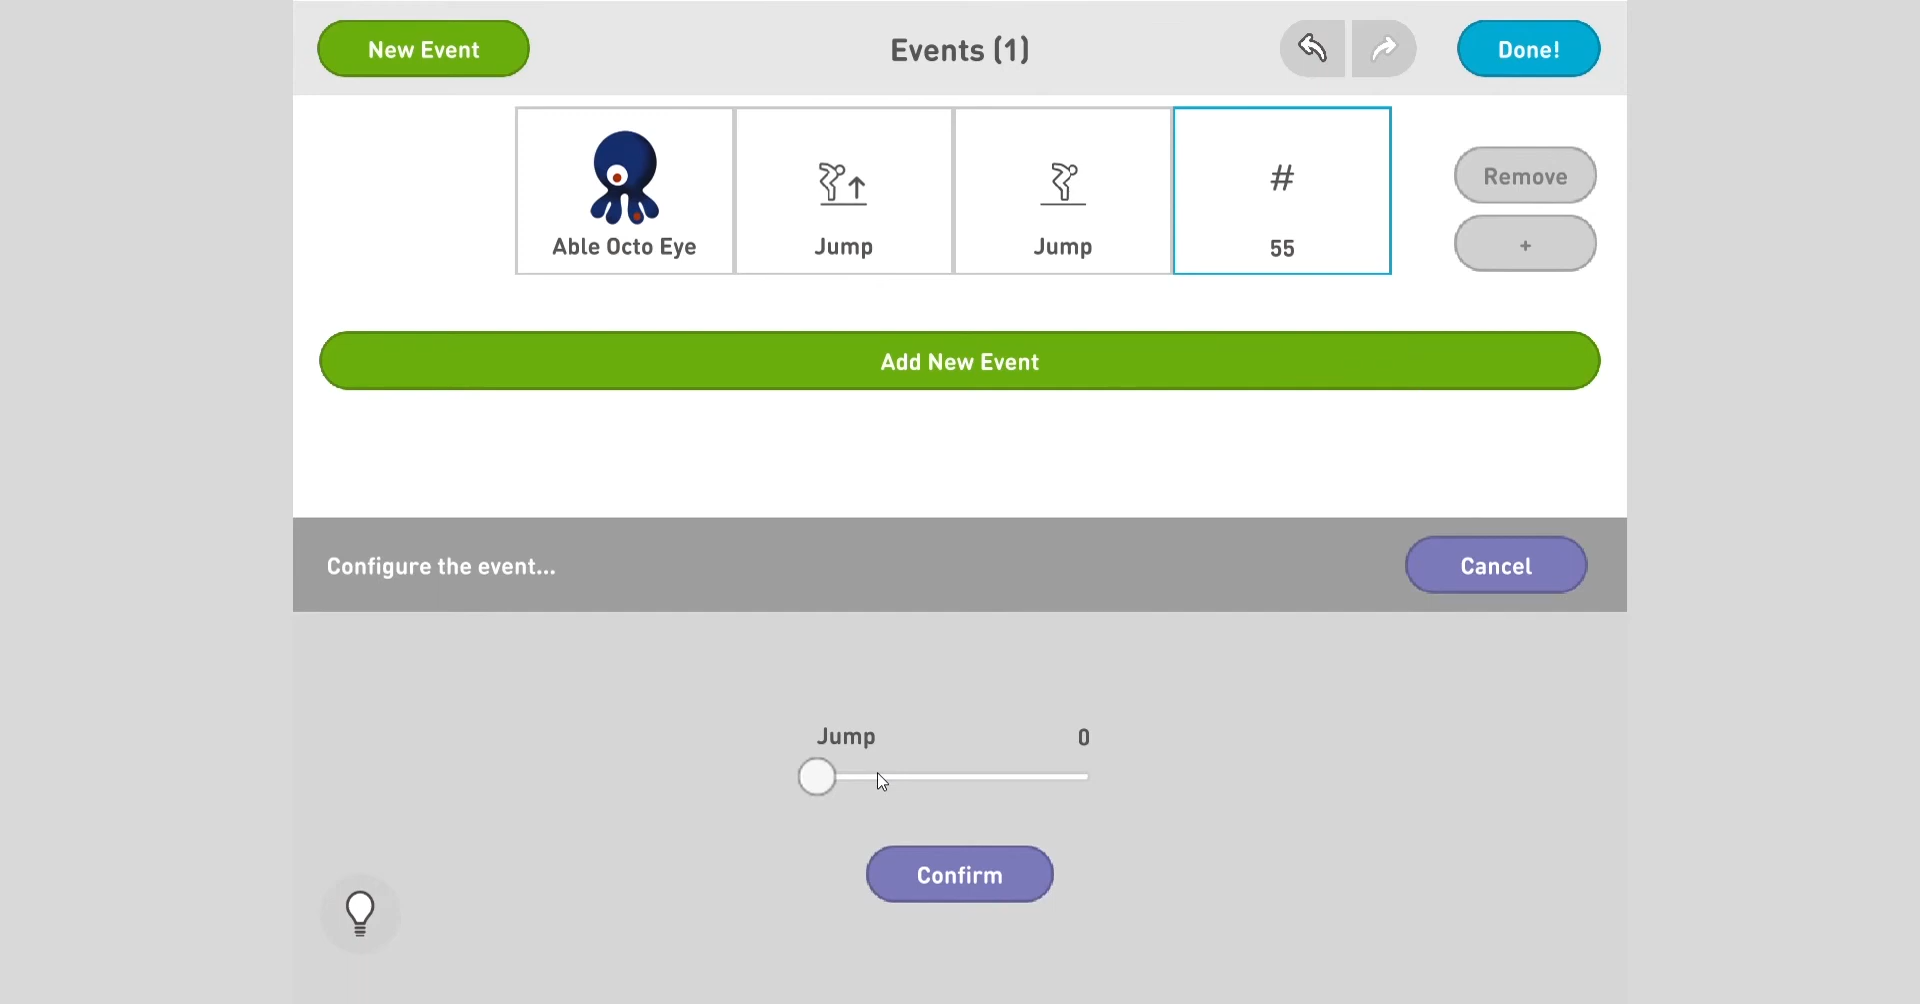 New Event
Events (1)
Done!
Able Octo Eye
Jump
Jump
#
55
Remove
+
Add New Event
Configure the event...
Cancel
Jump 0
Confirm